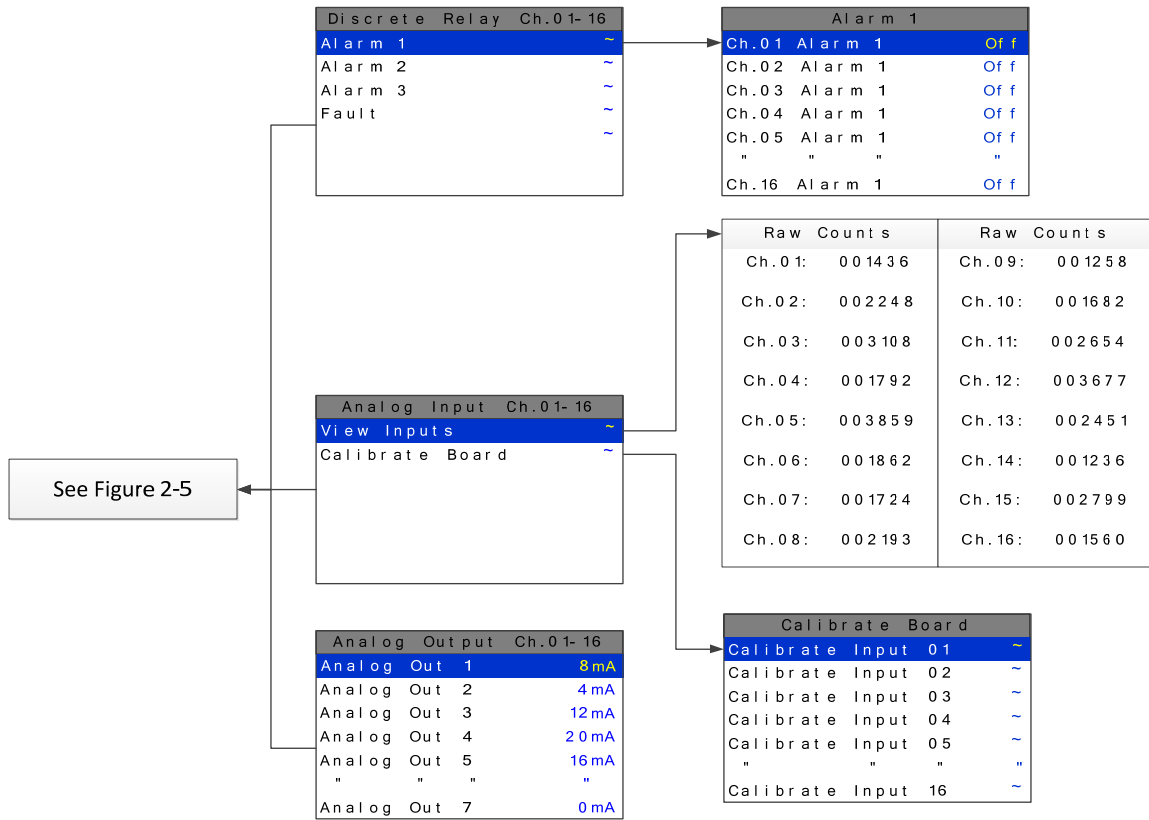 Discrete Relay Ch.01-16
Alarm 1 ~
Alarm 2 ~
Alarm 3 ~
Fault ~
~
Alarm 1
Ch.01 Alarm 1 Off
Ch.02 Alarm 1 Off
Ch.03 Alarm 1 Off
Ch.04 Alarm 1 Off
Ch.05 Alarm 1 Off
" " " "
Ch.16 Alarm 1 Off
See Figure 2-5
Analog Input Ch.01-16
View Inputs ~
Calibrate Board ~
Raw Counts
Ch.01: 001436
Ch.02: 002248
Ch.03: 003108
Ch.04: 001792
Ch.05: 003859
Ch.06: 001862
Ch.07: 001724
Ch.08: 002193
Raw Counts
Ch.09: 001258
Ch.10: 001682
Ch.11: 002654
Ch.12: 003677
Ch.13: 002451
Ch.14: 001236
Ch.15: 002799
Ch.16: 001560
Analog Output Ch.01-16
Analog Out 1 8mA
Analog Out 2 4mA
Analog Out 3 12mA
Analog Out 4 20mA
Analog Out 5 16mA
" " " "
Analog Out 7 0mA
Calibrate Board
Calibrate Input 01 ~
Calibrate Input 02 ~
Calibrate Input 03 ~
Calibrate Input 04 ~
Calibrate Input 05 ~
" " " "
Calibrate Input 16 ~